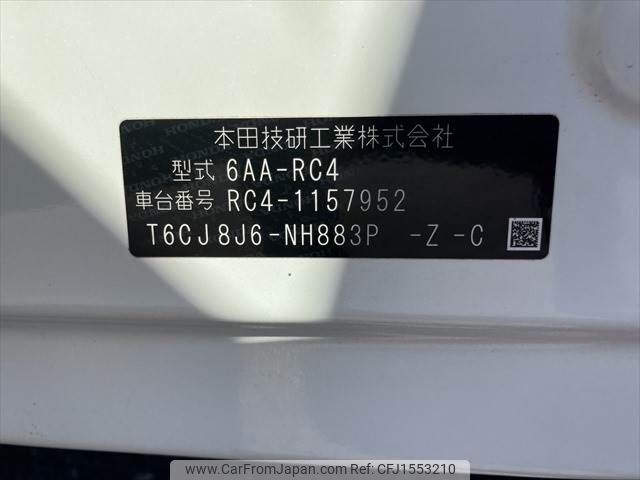 本田技研工業株式会社
型式 6AA-RC4
車台番号 RC4-1157952
T6CJ8J6-NH883P -Z -C
www.CarFromJapan.com - CFJ1553210